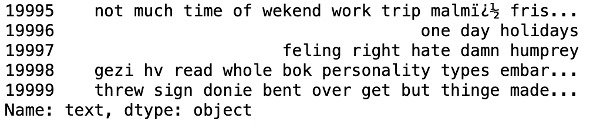 19995 not much time of wekend work trip malmï¿½ fris...
19996 one day holidays
19997 feling right hate damn humprey
19998 gezi hv read whole bok personality types embar...
19999 threw sign donie bent over get but thinge made...
Name: text, dtype: object